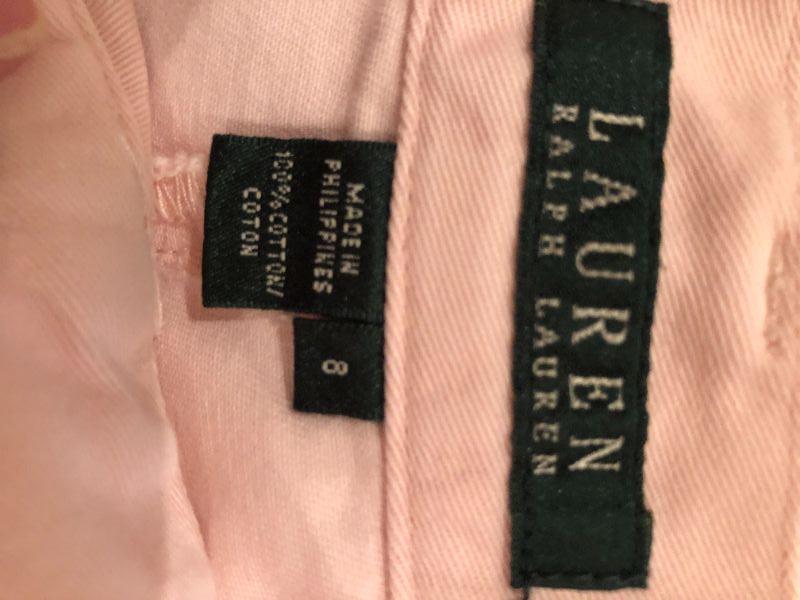 LAUREN
RALPH LAUREN
MADE IN
PHILIPPINES
100%COTTON/
COTON
8